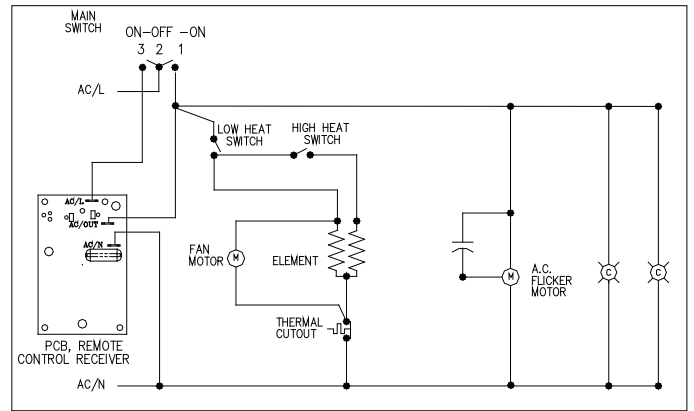 MAIN
SWITCH
ON-OFF -ON
3 2 1
AC/L
LOW HEAT
SWITCH
HIGH HEAT
SWITCH
AC/L
AC/OUT
AC/N
FAN
MOTOR
M
ELEMENT
M
A.C.
FLICKER
MOTOR
C
C
THERMAL
CUTOUT
PCB, REMOTE
CONTROL RECEIVER
AC/N